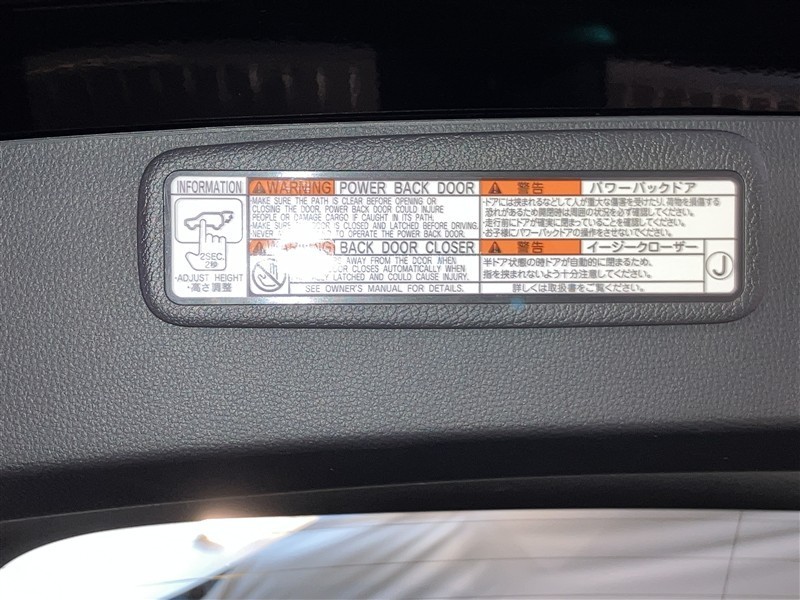 INFORMATION
2SEC.
2秒
・ADJUST HEIGHT
・高さ調整
WARNING POWER BACK DOOR
・MAKE SURE THE PATH IS CLEAR BEFORE OPENING OR
CLOSING THE DOOR. POWER BACK DOOR COULD INJURE
PEOPLE OR DAMAGE CARGO IF CAUGHT IN ITS PATH.
・MAKE SURE DOOR IS CLOSED AND LATCHED BEFORE DRIVING.
・NEVER TO OPERATE THE POWER BACK DOOR.
WARNING BACK DOOR CLOSER
AWAY FROM THE DOOR WHEN
DOOR CLOSES AUTOMATICALLY WHEN
LATCHED AND COULD CAUSE INJURY.
SEE OWNER'S MANUAL FOR DETAILS.
警告 パワーバックドア
・ドアには挟まれるなどして人が重大な傷害を受けたり、荷物を損傷する
恐れがあるため開閉時は周囲の状況を必ず確認してください。
・走行前にドアが確実に閉まっていることを確認してください。
・お子様にパワーバックドアの操作をさせないでください。
警告 イージークローザー
半ドア状態の時ドアが自動的に閉まるため、
指を挟まれないよう十分注意してください。
詳しくは取扱書をご覧ください。
J